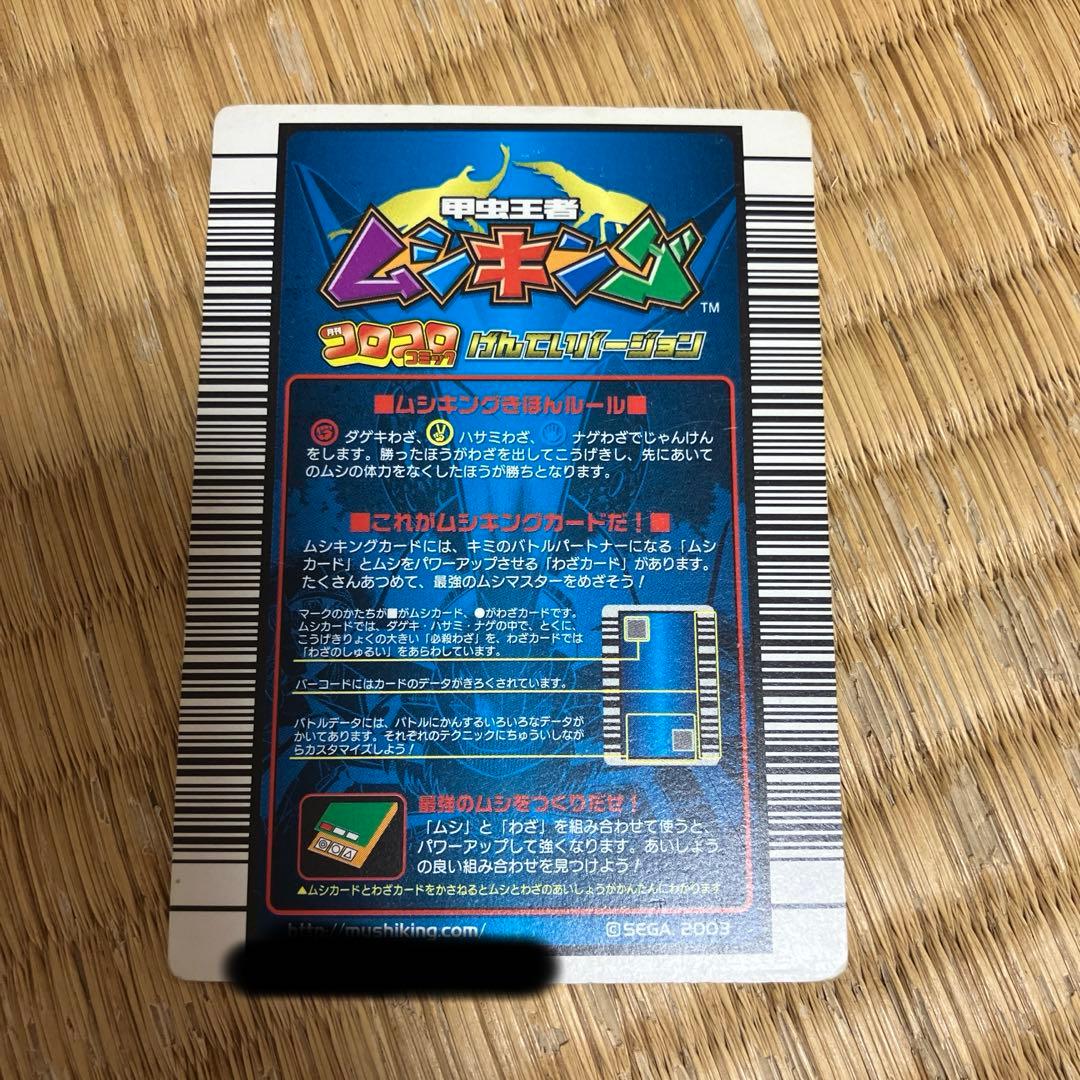 甲虫王者
ムシキング
TM
月刊コロコロコミック げんていバージョン
■ムシキングきほんルール■
ダゲキわざ、 ハサミわざ、 ナゲわざでじゃんけん
をします。勝ったほうがわざを出してこうげきし、先にあいて
のムシの体力をなくしたほうが勝ちとなります。
■これがムシキングカードだ!■
ムシキングカードには、キミのバトルパートナーになる「ムシ
カード」とムシをパワーアップさせる「わざカード」があります。
たくさんあつめて、最強のムシマスターをめざそう!
マークのかたちが■がムシカード、●がわざカードです。
ムシカードでは、ダゲキ・ハサミ・ナゲの中で、とくに、
こうげきりょくの大きい「必殺わざ」を、わざカードでは
「わざのしゅるい」をあらわしています。
バーコードにはカードのデータがきろくされています。
バトルデータには、バトルにかんするいろいろなデータが
かいてあります。それぞれのテクニックにちゅういしなが
らカスタマイズしよう!
最強のムシをつくりだせ!
「ムシ」と「わざ」を組み合わせて使うと、
パワーアップして強くなります。あいしょう
の良い組み合わせを見つけよう!
▲ムシカードとわざカードをかさねるとムシとわざのあいしょうがかんたんにわかります
http://mushiking.com/
©SEGA 2003